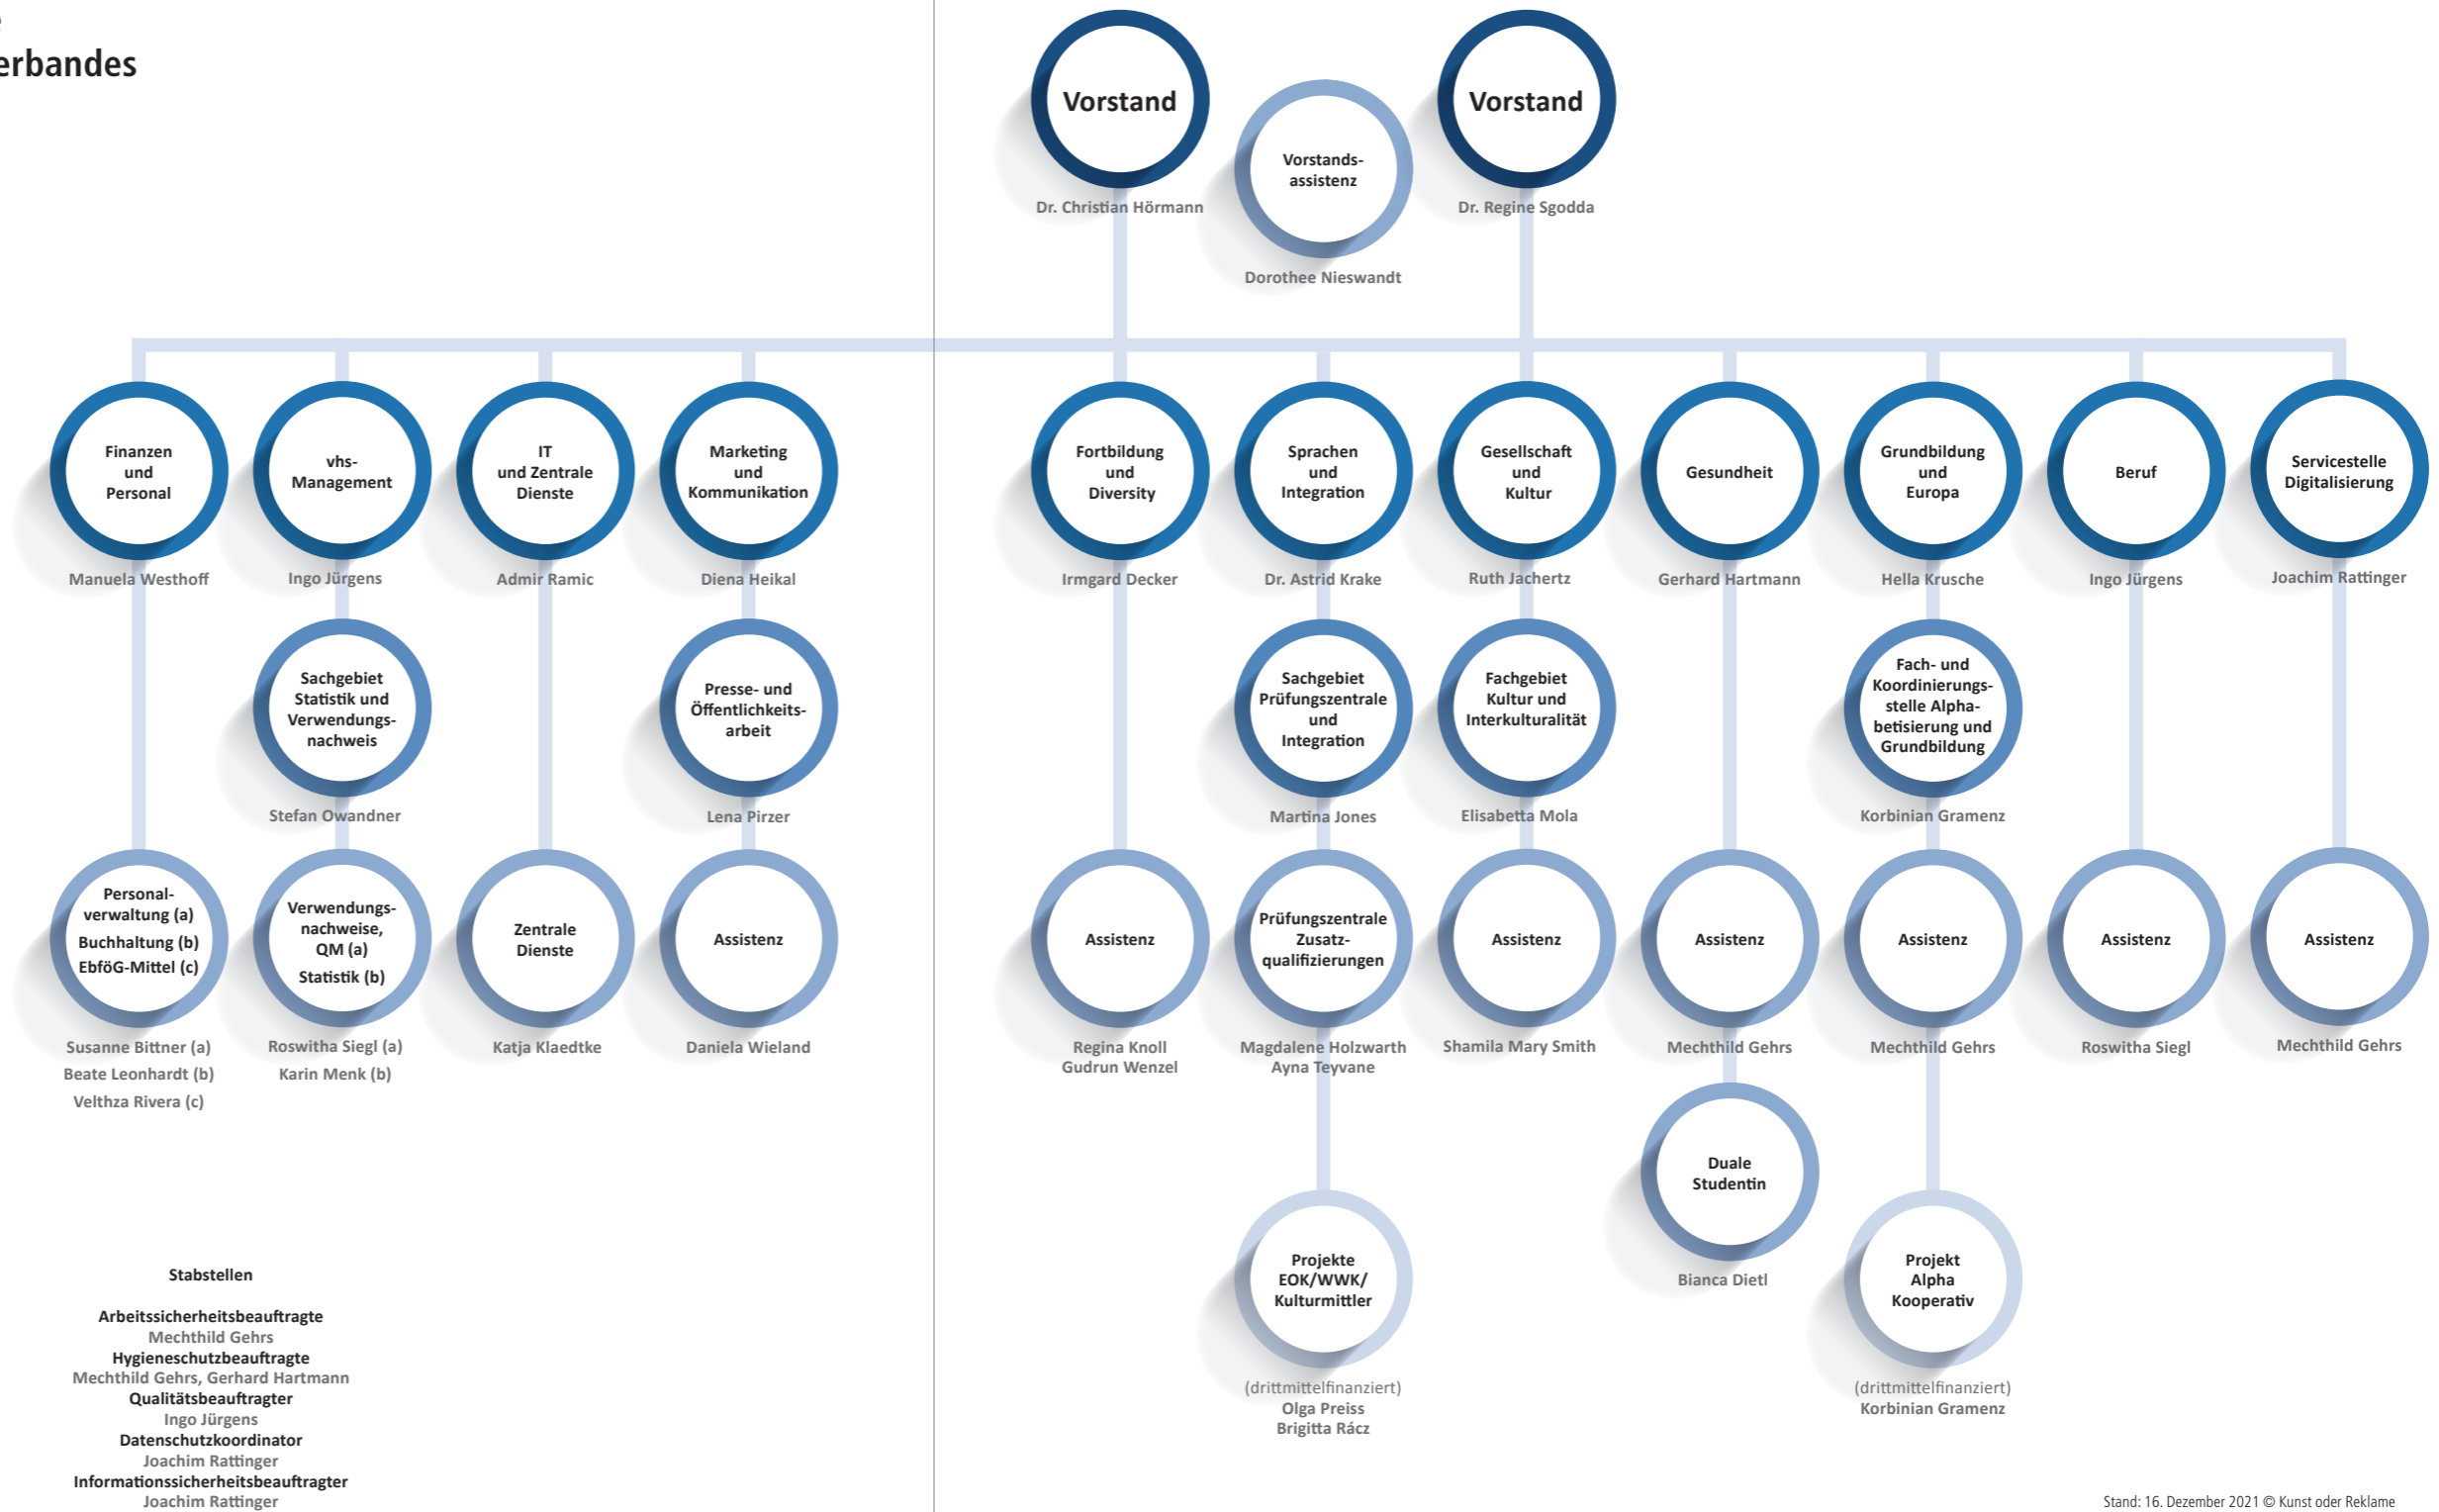 erbandes
Vorstand
Dr. Christian Hörmann
Vorstands-
assistenz
Dorothee Nieswandt
Vorstand
Dr. Regine Sgodda
Finanzen
und
Personal
Manuela Westhoff
vhs-
Management
Ingo Jürgens
IT
und Zentrale
Dienste
Admir Ramic
Marketing
und
Kommunikation
Diena Heikal
Fortbildung
und
Diversity
Irmgard Decker
Sprachen
und
Integration
Dr. Astrid Krake
Gesellschaft
und
Kultur
Ruth Jachertz
Gesundheit
Gerhard Hartmann
Grundbildung
und
Europa
Hella Krusche
Beruf
Ingo Jürgens
Servicestelle
Digitalisierung
Joachim Rattinger
Sachgebiet
Statistik und
Verwendungs-
nachweis
Stefan Owandner
Presse- und
Öffentlichkeits-
arbeit
Lena Pirzer
Sachgebiet
Prüfungszentrale
und
Integration
Martina Jones
Fachgebiet
Kultur und
Interkulturalität
Elisabetta Mola
Fach- und
Koordinierungs-
stelle Alpha-
betisierung und
Grundbildung
Korbinian Gramenz
Personal-
verwaltung (a)
Buchhaltung (b)
EbföG-Mittel (c)
Susanne Bittner (a)
Beate Leonhardt (b)
Velthza Rivera (c)
Verwendungs-
nachweise,
QM (a)
Statistik (b)
Roswitha Siegl (a)
Karin Menk (b)
Zentrale
Dienste
Katja Klaedtke
Assistenz
Daniela Wieland
Assistenz
Regina Knoll
Gudrun Wenzel
Prüfungszentrale
Zusatz-
qualifizierungen
Magdalene Holzwarth
Ayna Teyvane
Assistenz
Shamila Mary Smith
Assistenz
Mechthild Gehrs
Assistenz
Mechthild Gehrs
Assistenz
Roswitha Siegl
Assistenz
Mechthild Gehrs
Duale
Studentin
Bianca Dietl
Projekte
EOK/WWK/
Kulturmittler
(drittmittelfinanziert)
Olga Preiss
Brigitta Rácz
Projekt
Alpha
Kooperativ
(drittmittelfinanziert)
Korbinian Gramenz
Stabstellen
Arbeitssicherheitsbeauftragte
Mechthild Gehrs
Hygieneschutzbeauftragte
Mechthild Gehrs, Gerhard Hartmann
Qualitätsbeauftragter
Ingo Jürgens
Datenschutzkoordinator
Joachim Rattinger
Informationssicherheitsbeauftragter
Joachim Rattinger
Stand: 16. Dezember 2021 © Kunst oder Reklame